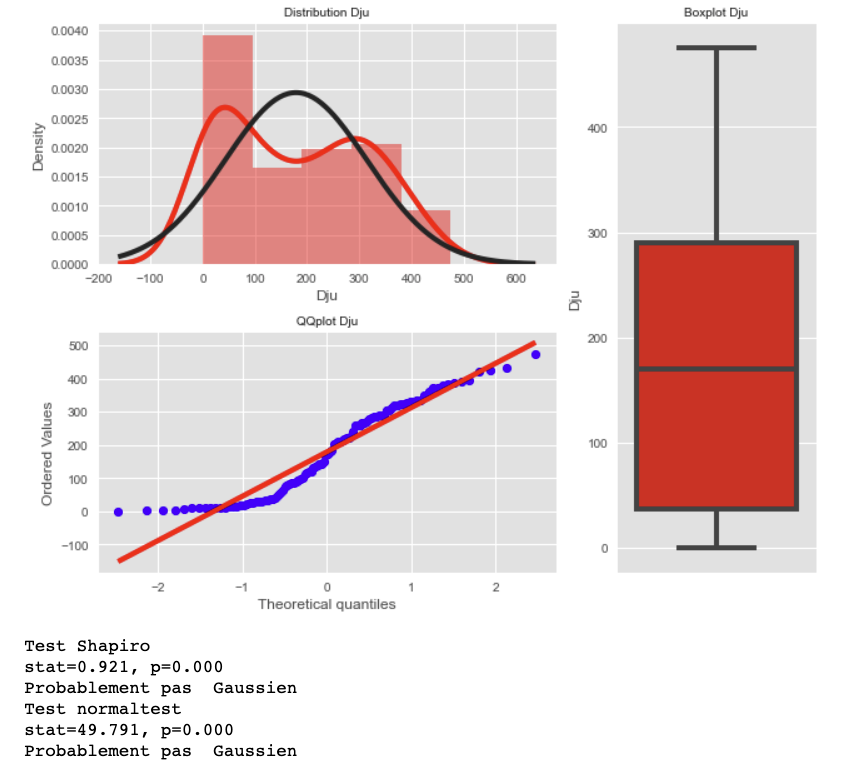 Distribution Dju
0.0040
0.0035
0.0030
0.0025
0.0020
0.0015
0.0010
0.0005
0.0000
Density
−200 −100 0 100 200 300 400 500 600
Dju
QQplot Dju
500
400
300
200
100
0
−100
Ordered Values
−2 −1 0 1 2
Theoretical quantiles
Boxplot Dju
400
300
200
100
0
Dju
Test Shapiro
stat=0.921, p=0.000
Probablement pas  Gaussien
Test normaltest
stat=49.791, p=0.000
Probablement pas  Gaussien